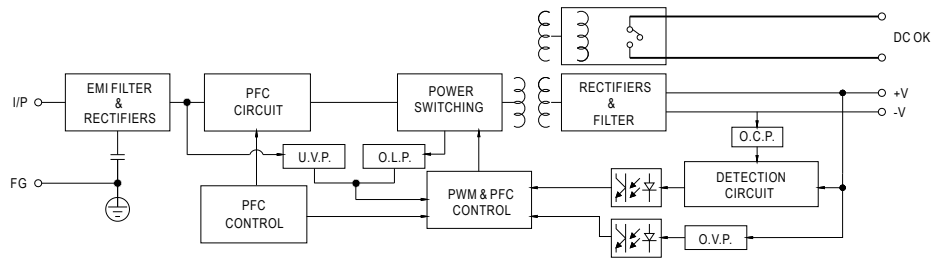 DC OK
I/P
EMI FILTER
&
RECTIFIERS
PFC
CIRCUIT
POWER
SWITCHING
RECTIFIERS
&
FILTER
+V
-V
U.V.P.
O.L.P.
O.C.P.
FG
PFC
CONTROL
PWM & PFC
CONTROL
DETECTION
CIRCUIT
O.V.P.